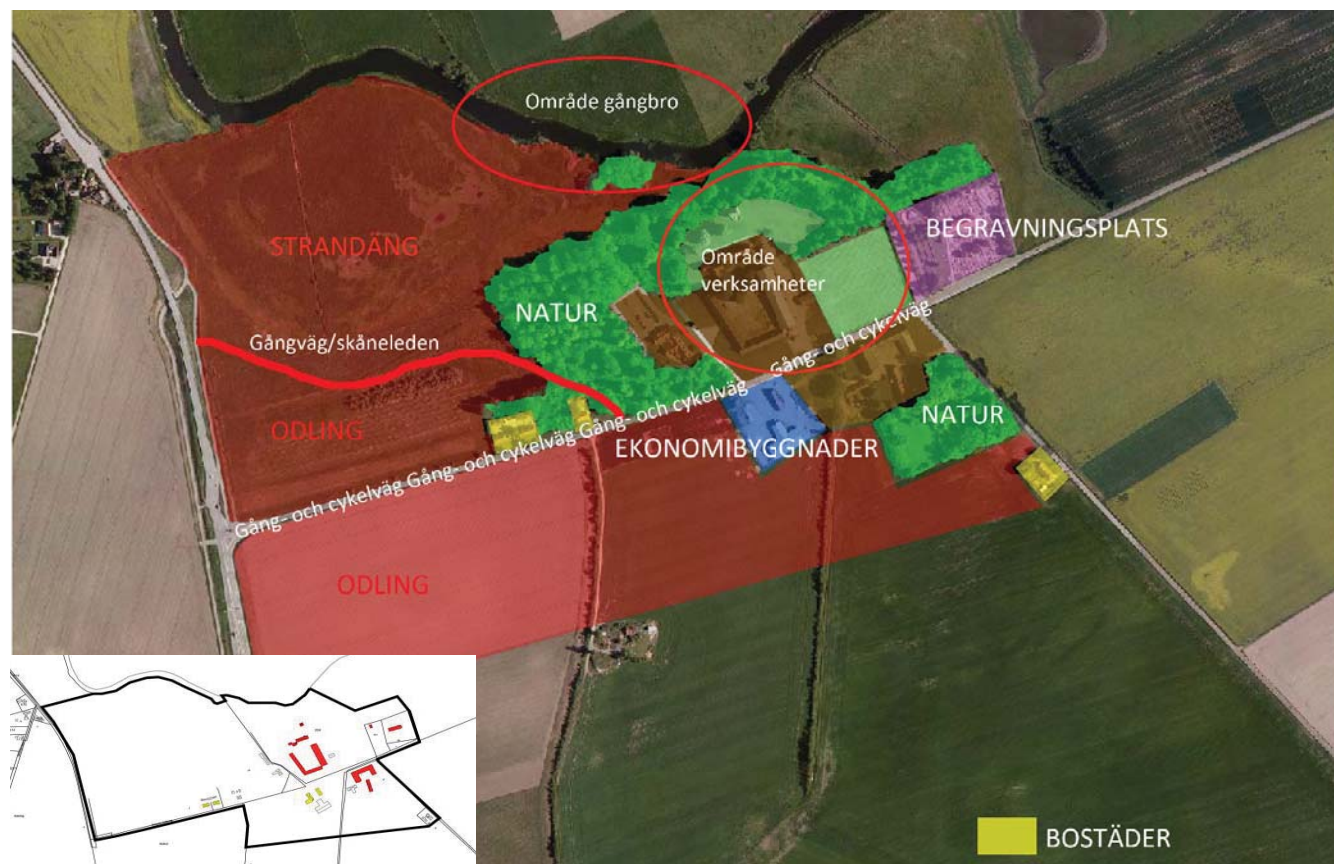 Område gångbro
BEGRAVNINGSPLATS
STRANDÄNG
Område
verksamheter
NATUR
Gångväg/skåneleden
Gång- och cykelväg Gång- och cykelväg Gång- och cykelväg Gång- och cykelväg
ODLING
NATUR
EKONOMIBYGGNADER
ODLING
BOSTÄDER